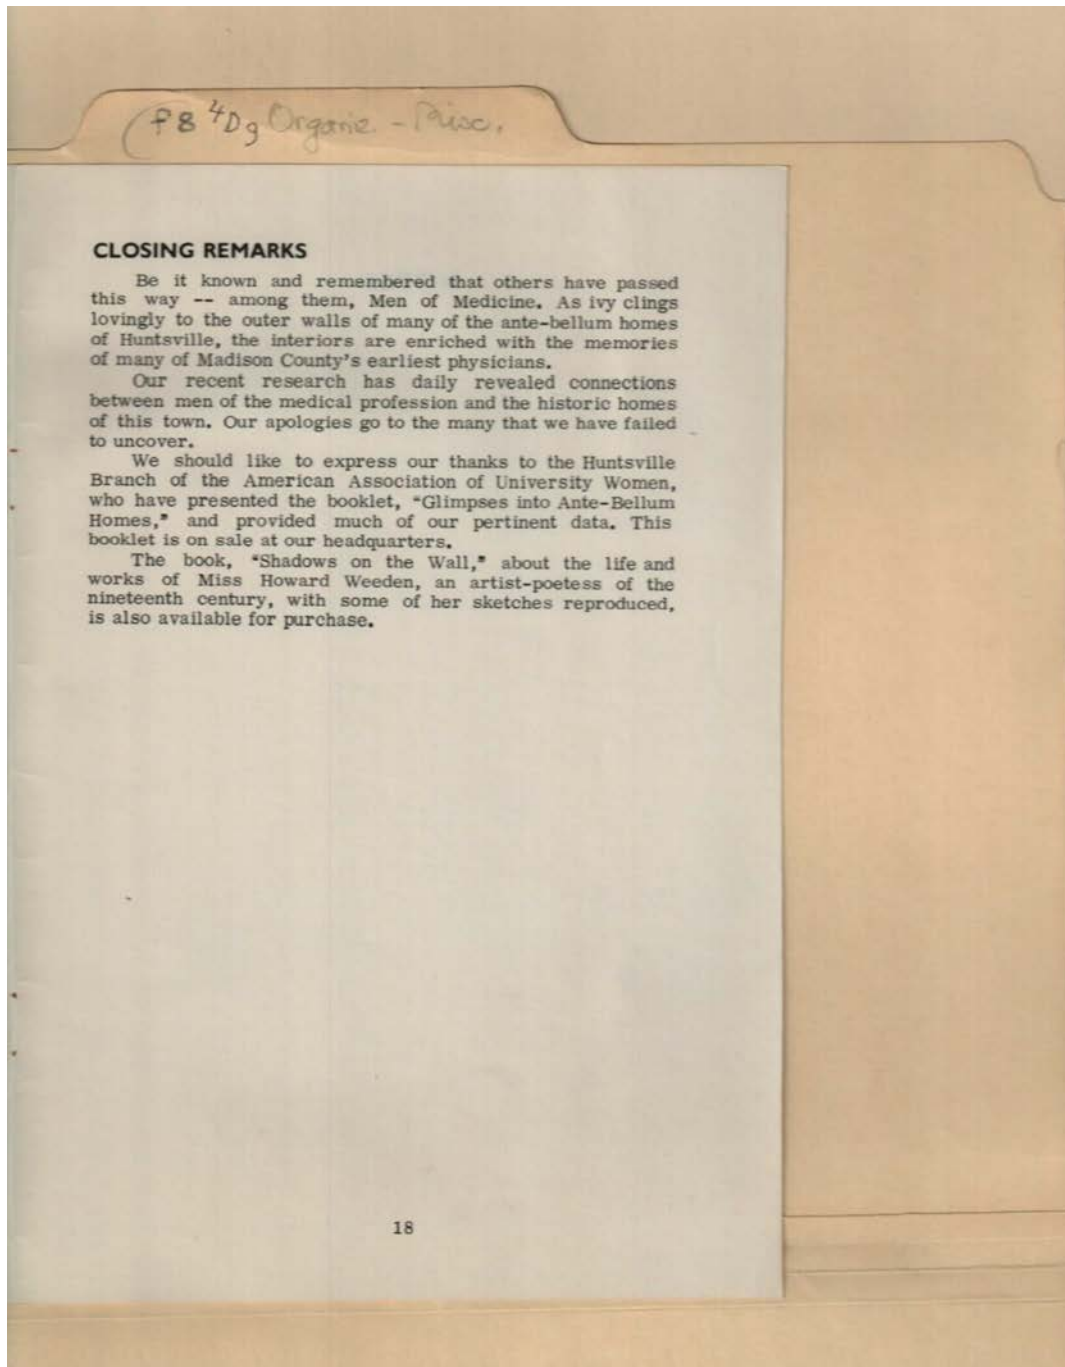 f8 4Dg Organiz. - Misc.
CLOSING REMARKS
Be it known and remembered that others have passed
this way -- among them, Men of Medicine. As ivy clings
lovingly to the outer walls of many of the ante-bellum homes
of Huntsville, the interiors are enriched with the memories
of many of Madison County's earliest physicians.
Our recent research has daily revealed connections
between men of the medical profession and the historic homes
of this town. Our apologies go to the many that we have failed
to uncover.
We should like to express our thanks to the Huntsville
Branch of the American Association of University Women,
who have presented the booklet, "Glimpses into Ante-Bellum
Homes," and provided much of our pertinent data. This
booklet is on sale at our headquarters.
The book, "Shadows on the Wall," about the life and
works of Miss Howard Weeden, an artist-poetess of the
nineteenth century, with some of her sketches reproduced,
is also available for purchase.
18